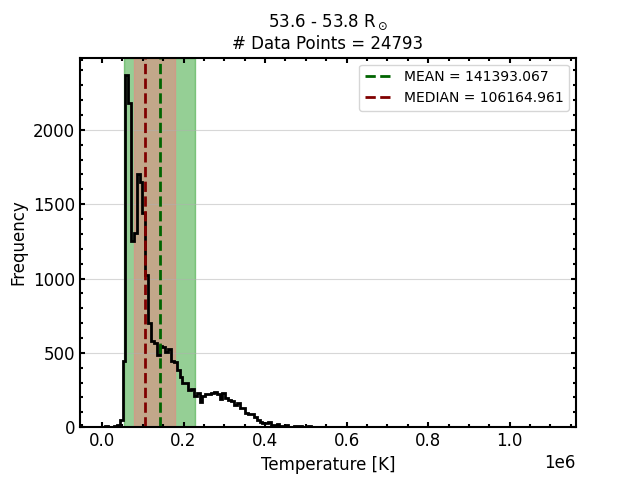 53.6 - 53.8 R⊙
# Data Points = 24793
MEAN = 141393.067
MEDIAN = 106164.961
Frequency
2000
1500
1000
500
0
0.0 0.2 0.4 0.6 0.8 1.0
1e6
Temperature [K]